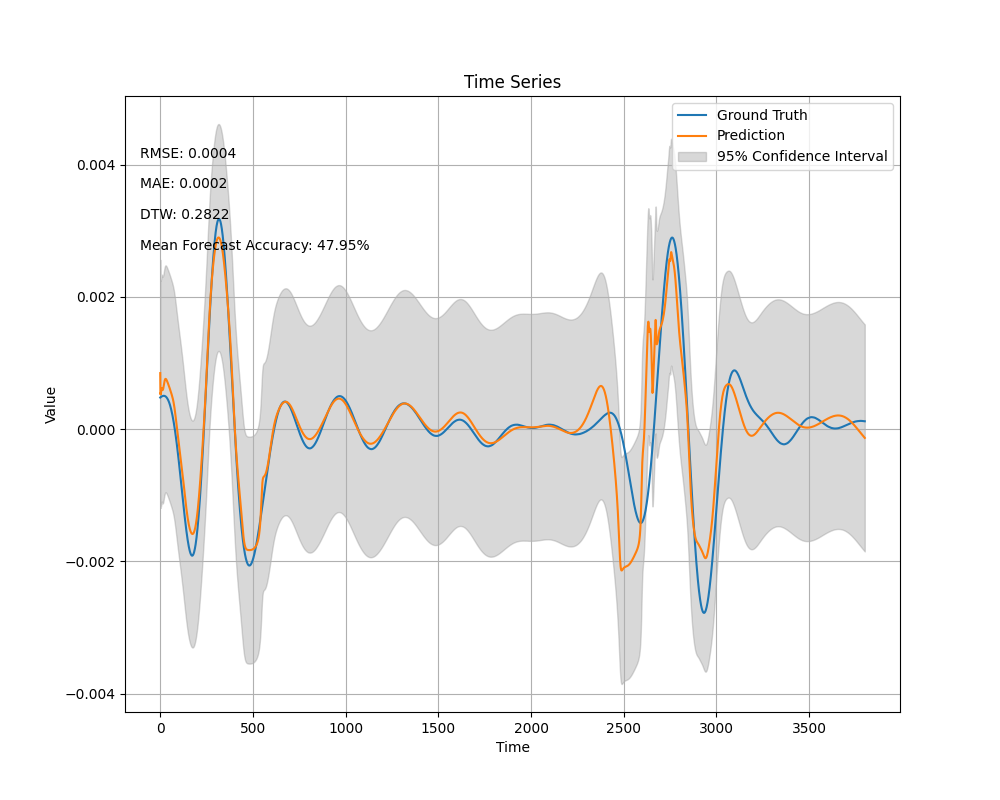 Time Series
Ground Truth
Prediction
95% Confidence Interval
RMSE: 0.0004
MAE: 0.0002
DTW: 0.2822
Mean Forecast Accuracy: 47.95%
Value
0.004
0.002
0.000
−0.002
−0.004
0 500 1000 1500 2000 2500 3000 3500
Time